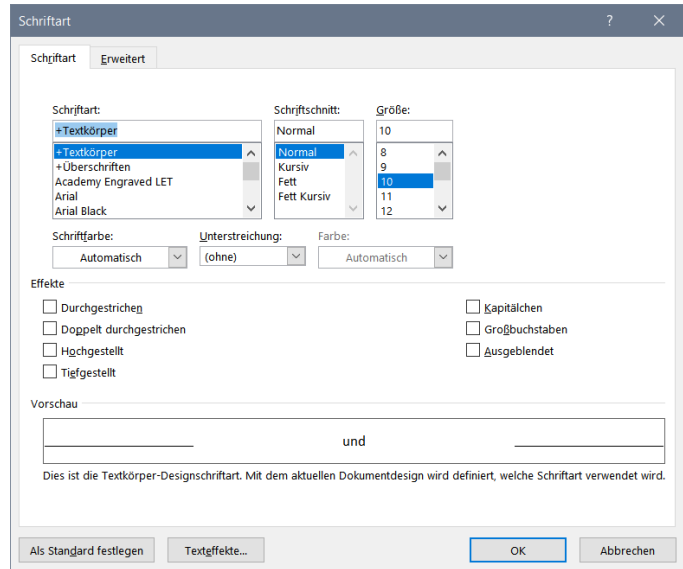 Schriftart ?
Schriftart Erweitert
Schriftart: Schriftschnitt: Größe:
+Textkörper Normal 10
+Textkörper Normal 8
+Überschriften Kursiv 9
Academy Engraved LET Fett 10
Arial Fett Kursiv 11
Arial Black 12
Schriftfarbe: Unterstreichung: Farbe:
Automatisch (ohne) Automatisch
Effekte
Durchgestrichen Kapitälchen
Doppelt durchgestrichen Großbuchstaben
Hochgestellt Ausgeblendet
Tiefgestellt
Vorschau
und
Dies ist die Textkörper-Designschriftart. Mit dem aktuellen Dokumentdesign wird definiert, welche Schriftart verwendet wird.
Als Standard festlegen Texteffekte... OK Abbrechen